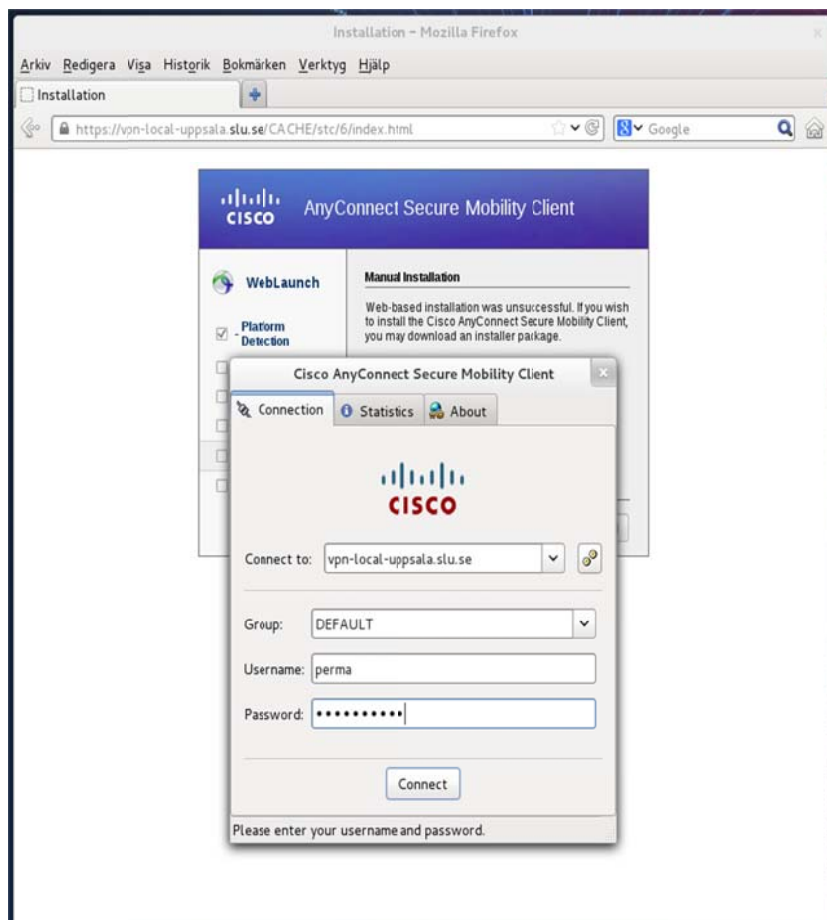 Installation - Mozilla Firefox
Arkiv Redigera Visa Historik Bokmärken Verktyg Hjälp
Installation
https://vpn-local-uppsala.slu.se/CACHE/stc/6/index.html
Google
CISCO AnyConnect Secure Mobility Client
WebLaunch
- Platform Detection
Manual Installation
Web-based installation was unsuccessful. If you wish
to install the Cisco AnyConnect Secure Mobility Client,
you may download an installer package.
Cisco AnyConnect Secure Mobility Client
Connection Statistics About
CISCO
Connect to: vpn-local-uppsala.slu.se
Group: DEFAULT
Username: perma
Password: ••••••••••
Connect
Please enter your username and password.